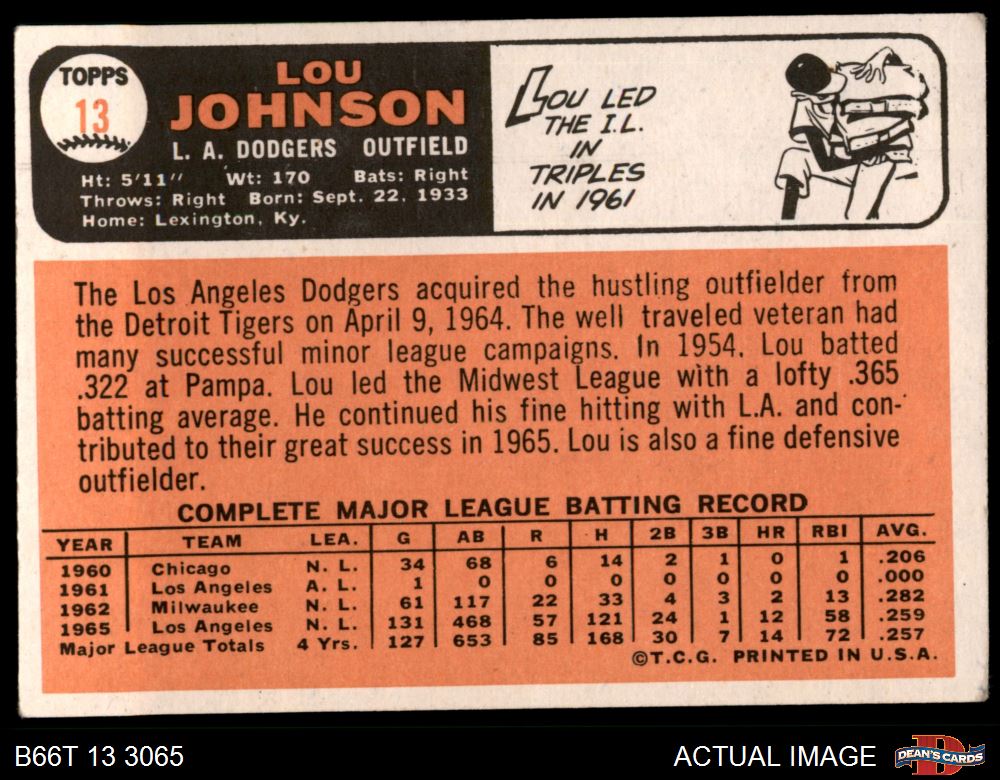 TOPPS
13
LOU
JOHNSON
L. A. DODGERS OUTFIELD
Ht: 5'11" Wt: 170 Bats: Right
Throws: Right Born: Sept. 22, 1933
Home: Lexington, Ky.
LOU LED
THE I.L.
IN
TRIPLES
IN 1961
The Los Angeles Dodgers acquired the hustling outfielder from
the Detroit Tigers on April 9, 1964. The well traveled veteran had
many successful minor league campaigns. In 1954, Lou batted
.322 at Pampa. Lou led the Midwest League with a lofty .365
batting average. He continued his fine hitting with L.A. and con-
tributed to their great success in 1965. Lou is also a fine defensive
outfielder.
COMPLETE MAJOR LEAGUE BATTING RECORD
YEAR TEAM LEA. G AB R H 2B 3B HR RBI AVG.
1960 Chicago N. L. 34 68 6 14 2 1 0 1 .206
1961 Los Angeles A. L. 1 0 0 0 0 0 0 0 .000
1962 Milwaukee N. L. 61 117 22 33 4 3 2 13 .282
1965 Los Angeles N. L. 131 468 57 121 24 1 12 58 .259
Major League Totals 4 Yrs. 127 653 85 168 30 7 14 72 .257
©T.C.G. PRINTED IN U.S.A.
B66T 13 3065
ACTUAL IMAGE
D
DEAN'S CARDS